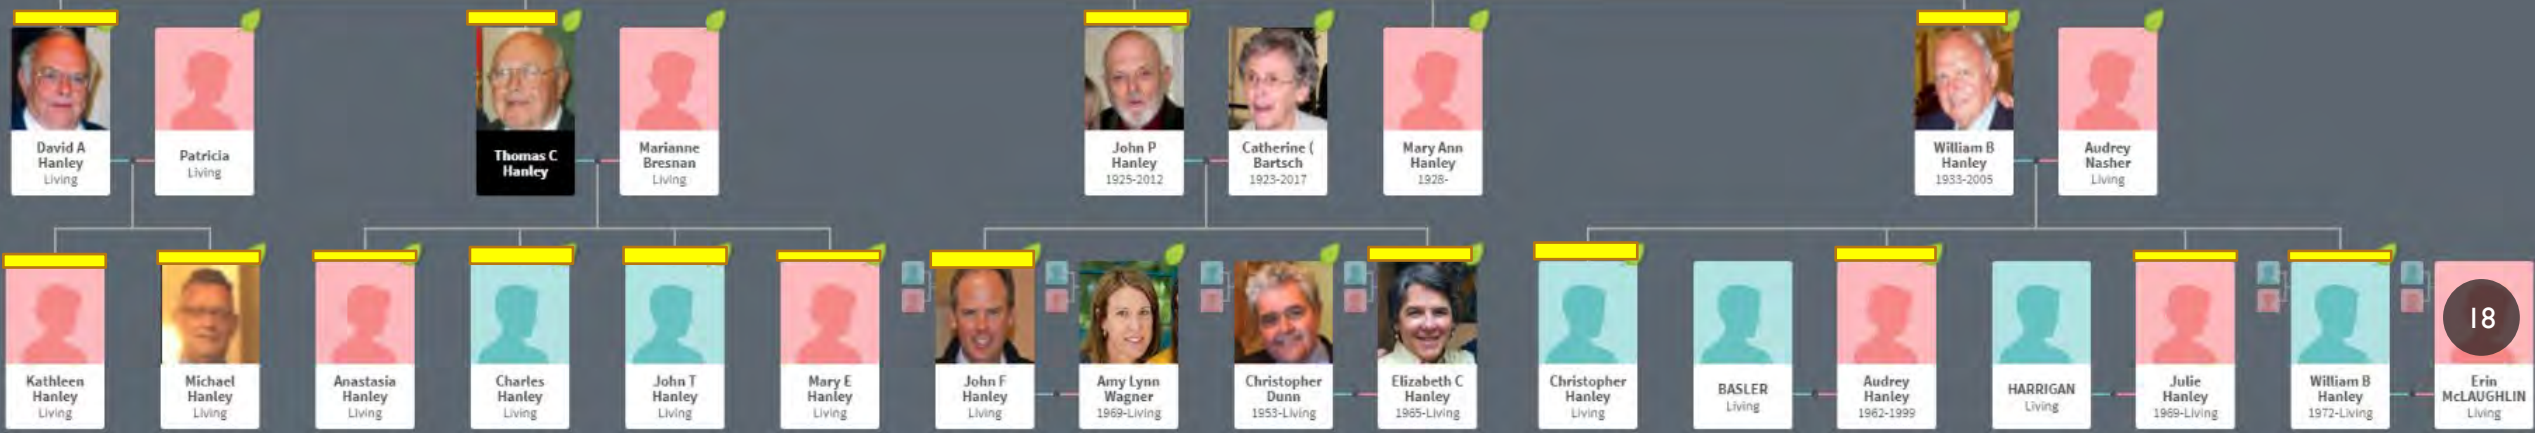 David A
Hanley
Living
Patricia
Living
Thomas C
Hanley
Marianne
Bresnan
Living
John P
Hanley
1925-2012
Catherine (
Bartsch
1923-2017
Mary Ann
Hanley
1928-
William B
Hanley
1933-2005
Audrey
Nasher
Living
Kathleen
Hanley
Living
Michael
Hanley
Living
Anastasia
Hanley
Living
Charles
Hanley
Living
John T
Hanley
Living
Mary E
Hanley
Living
John F
Hanley
Living
Amy Lynn
Wagner
1969-Living
Christopher
Dunn
1953-Living
Elizabeth C
Hanley
1965-Living
Christopher
Hanley
Living
BASLER
Living
Audrey
Hanley
1962-1999
HARRIGAN
Living
Julie
Hanley
1969-Living
William B
Hanley
1972-Living
18
Erin
McLAUGHLIN
Living